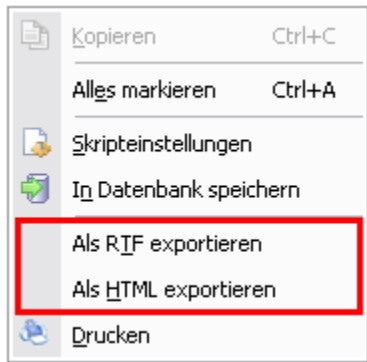 Kopieren Ctrl+C
Alles markieren Ctrl+A
Skripteinstellungen
In Datenbank speichern
Als RTF exportieren
Als HTML exportieren
Drucken